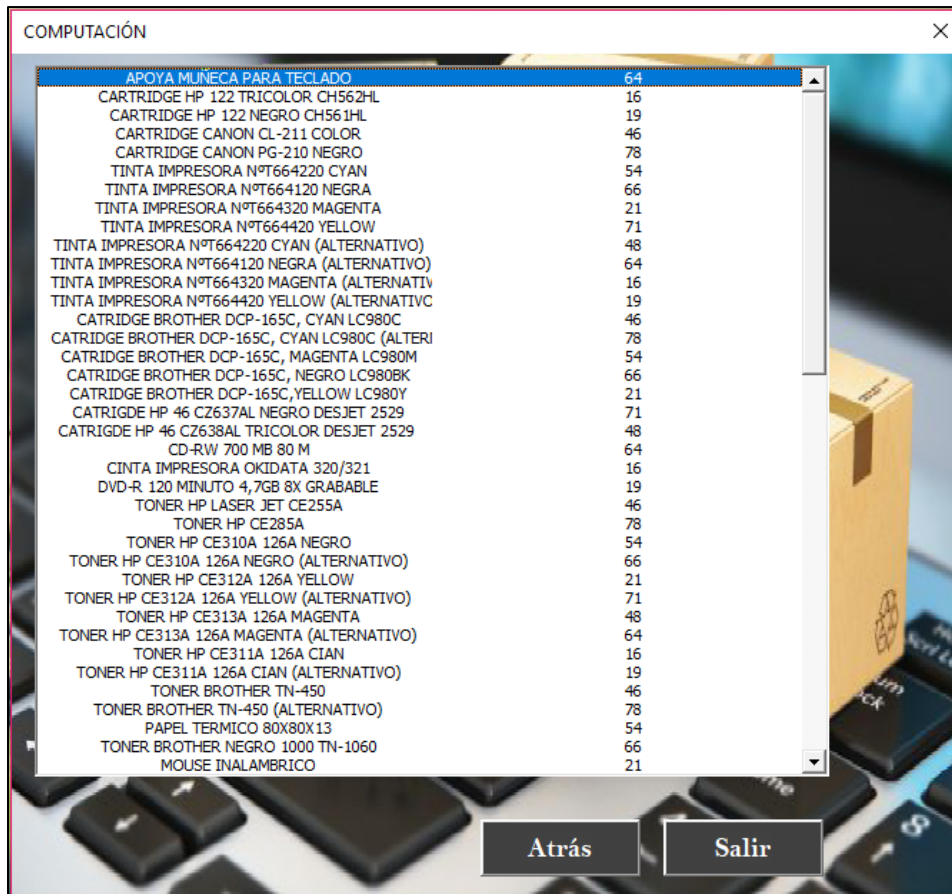 COMPUTACIÓN
APOYA MUÑECA PARA TECLADO 64
CARTRIDGE HP 122 TRICOLOR CH562HL 16
CARTRIDGE HP 122 NEGRO CH561HL 19
CARTRIDGE CANON CL-211 COLOR 46
CARTRIDGE CANON PG-210 NEGRO 78
TINTA IMPRESORA NºT664220 CYAN 54
TINTA IMPRESORA NºT664120 NEGRA 66
TINTA IMPRESORA NºT664320 MAGENTA 21
TINTA IMPRESORA NºT664420 YELLOW 71
TINTA IMPRESORA NºT664220 CYAN (ALTERNATIVO) 48
TINTA IMPRESORA NºT664120 NEGRA (ALTERNATIVO) 64
TINTA IMPRESORA NºT664320 MAGENTA (ALTERNATIV 16
TINTA IMPRESORA NºT664420 YELLOW (ALTERNATIVO 19
CATRIDGE BROTHER DCP-165C, CYAN LC980C 46
CATRIDGE BROTHER DCP-165C, CYAN LC980C (ALTERI 78
CATRIDGE BROTHER DCP-165C, MAGENTA LC980M 54
CATRIDGE BROTHER DCP-165C, NEGRO LC980BK 66
CATRIDGE BROTHER DCP-165C,YELLOW LC980Y 21
CATRIGDE HP 46 CZ637AL NEGRO DESJET 2529 71
CATRIGDE HP 46 CZ638AL TRICOLOR DESJET 2529 48
CD-RW 700 MB 80 M 64
CINTA IMPRESORA OKIDATA 320/321 16
DVD-R 120 MINUTO 4,7GB 8X GRABABLE 19
TONER HP LASER JET CE255A 46
TONER HP CE285A 78
TONER HP CE310A 126A NEGRO 54
TONER HP CE310A 126A NEGRO (ALTERNATIVO) 66
TONER HP CE312A 126A YELLOW 21
TONER HP CE312A 126A YELLOW (ALTERNATIVO) 71
TONER HP CE313A 126A MAGENTA 48
TONER HP CE313A 126A MAGENTA (ALTERNATIVO) 64
TONER HP CE311A 126A CIAN 16
TONER HP CE311A 126A CIAN (ALTERNATIVO) 19
TONER BROTHER TN-450 46
TONER BROTHER TN-450 (ALTERNATIVO) 78
PAPEL TERMICO 80X80X13 54
TONER BROTHER NEGRO 1000 TN-1060 66
MOUSE INALAMBRICO 21
Atrás Salir
8